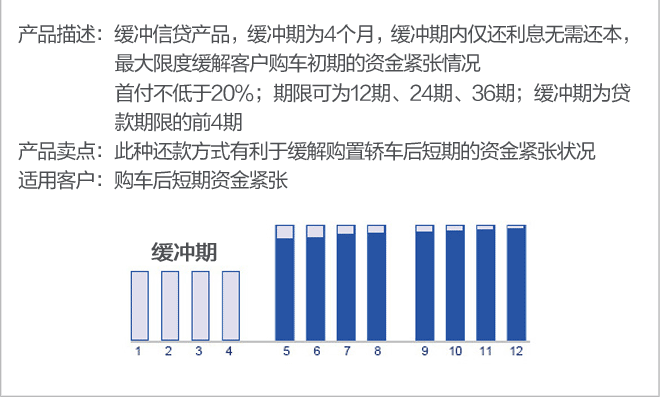 产品描述：缓冲信贷产品，缓冲期为4个月，缓冲期内仅还利息无需还本，
最大限度缓解客户购车初期的资金紧张情况
首付不低于20%；期限可为12期、24期、36期；缓冲期为贷
款期限的前4期
产品卖点：此种还款方式有利于缓解购置轿车后短期的资金紧张状况
适用客户：购车后短期资金紧张
缓冲期
1 2 3 4 5 6 7 8 9 10 11 12